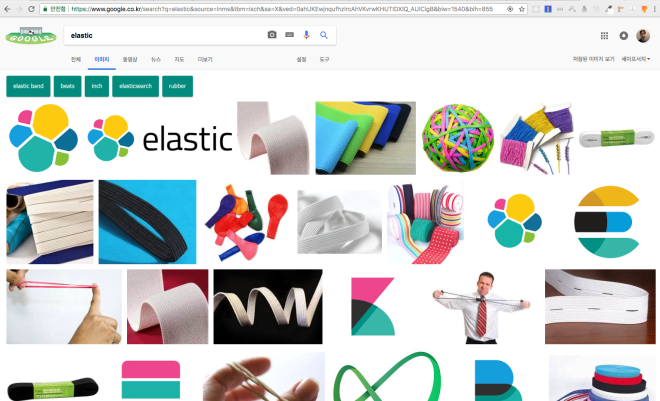 안전함 | https://www.google.co.kr/search?q=elastic&source=lnms&tbm=isch&sa=X&ved=0ahUKEwjnqufnzIrcAhVKvrwKHU1IDXIQ_AUICigB&biw=1540&bih=855
GOOGLE
elastic
전체 이미지 동영상 뉴스 지도 더보기 설정 도구 저장된 이미지 보기 세이프서치
elastic band beats inch elasticsearch rubber
elastic